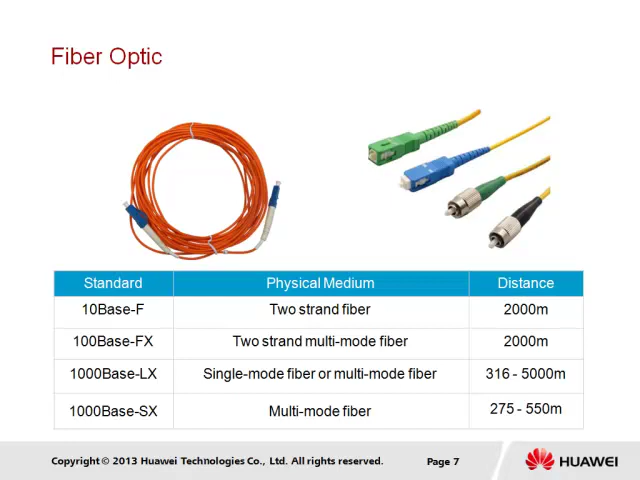 Fiber Optic
Standard Physical Medium Distance
10Base-F Two strand fiber 2000m
100Base-FX Two strand multi-mode fiber 2000m
1000Base-LX Single-mode fiber or multi-mode fiber 316 - 5000m
1000Base-SX Multi-mode fiber 275 - 550m
Copyright © 2013 Huawei Technologies Co., Ltd. All rights reserved. Page 7 HUAWEI